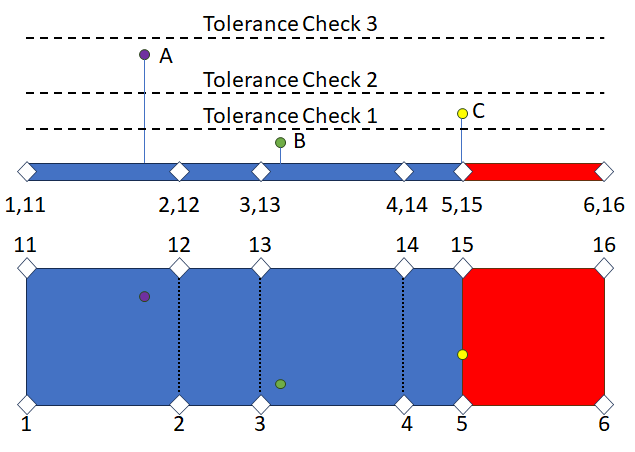 Tolerance Check 3
A
Tolerance Check 2
Tolerance Check 1
C
B
1,11 2,12 3,13 4,14 5,15 6,16
11 12 13 14 15 16
1 2 3 4 5 6